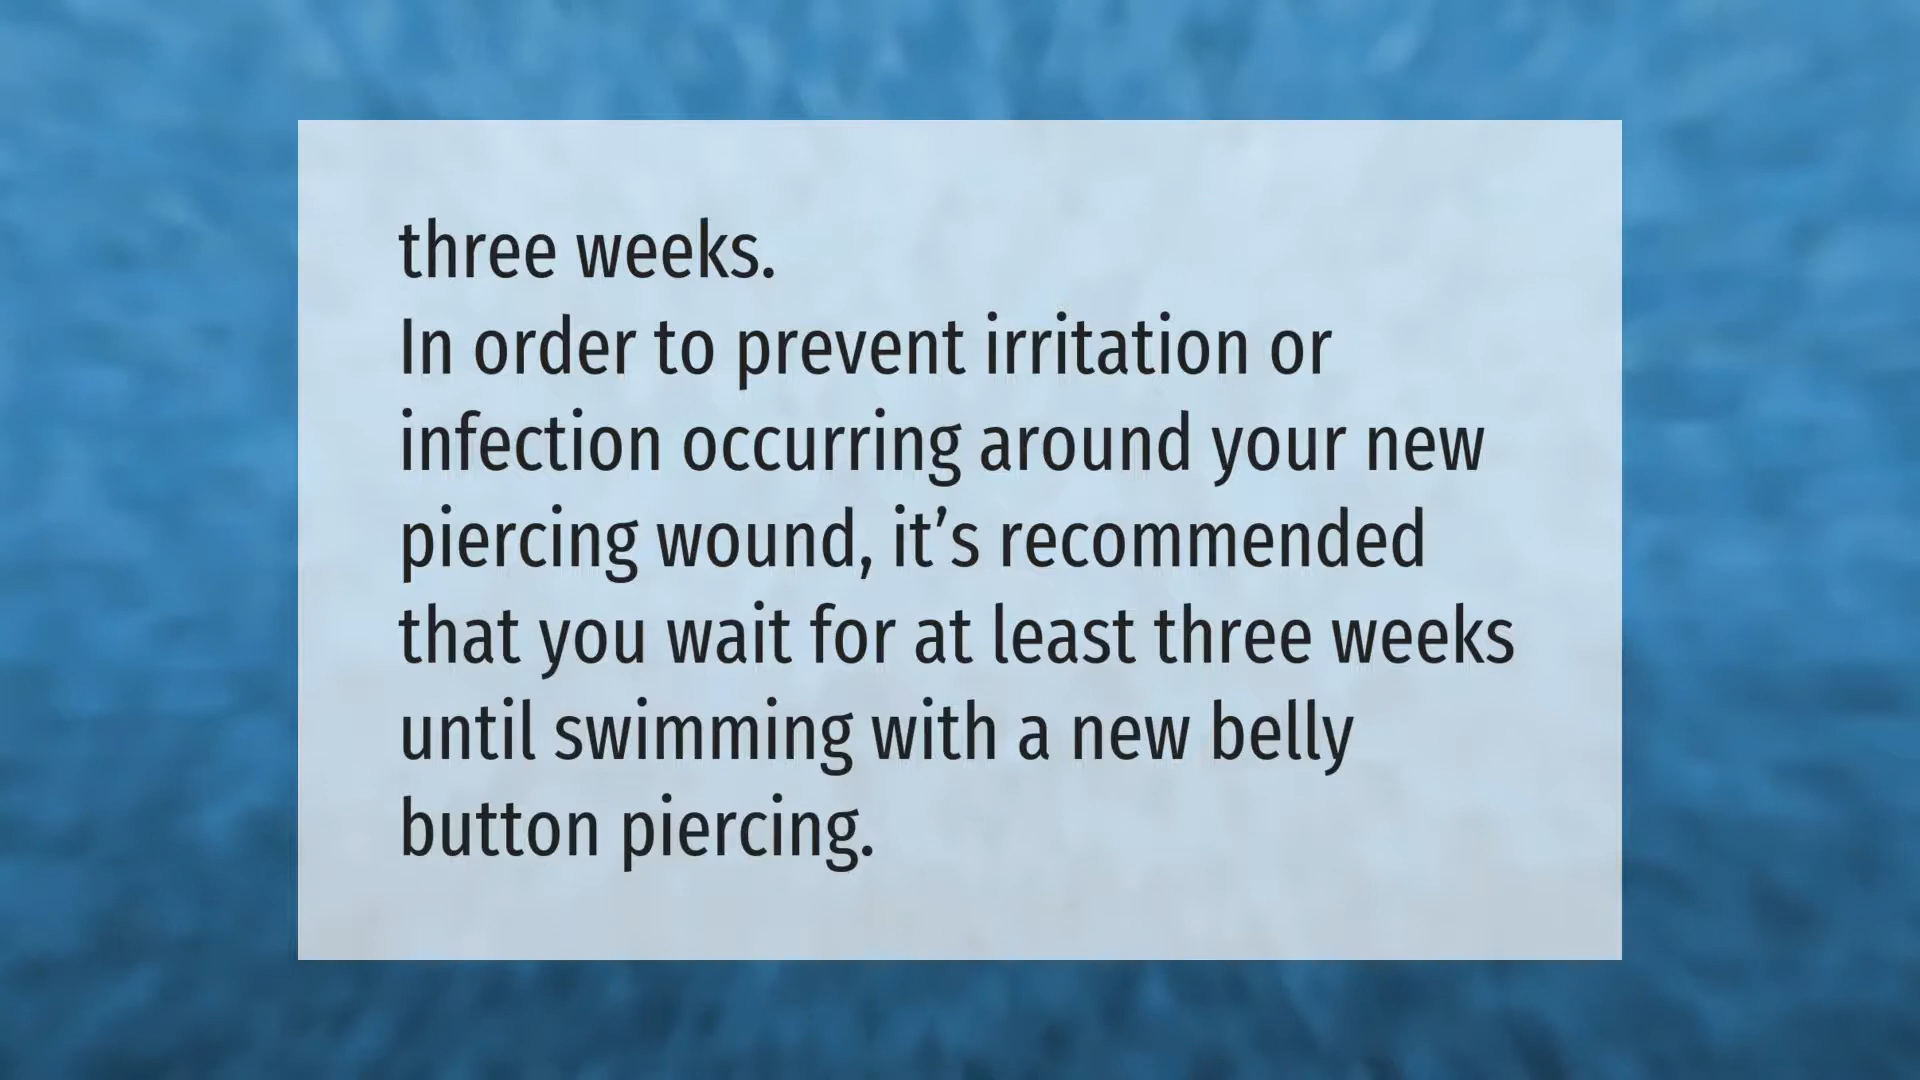 three weeks.
In order to prevent irritation or
infection occurring around your new
piercing wound, it’s recommended
that you wait for at least three weeks
until swimming with a new belly
button piercing.